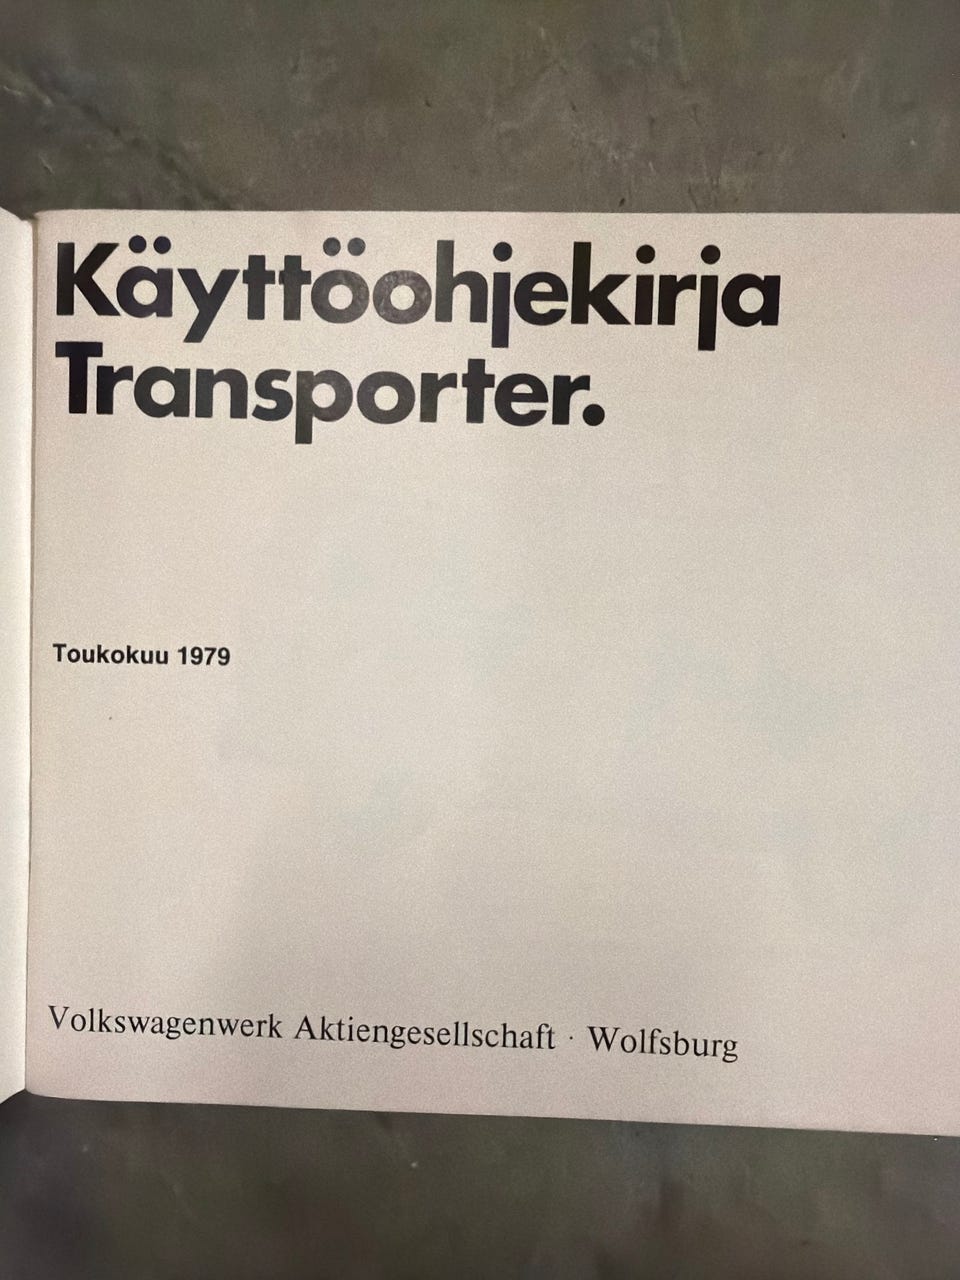 Käyttöohjekirja
Transporter.
Toukokuu 1979
Volkswagenwerk Aktiengesellschaft · Wolfsburg